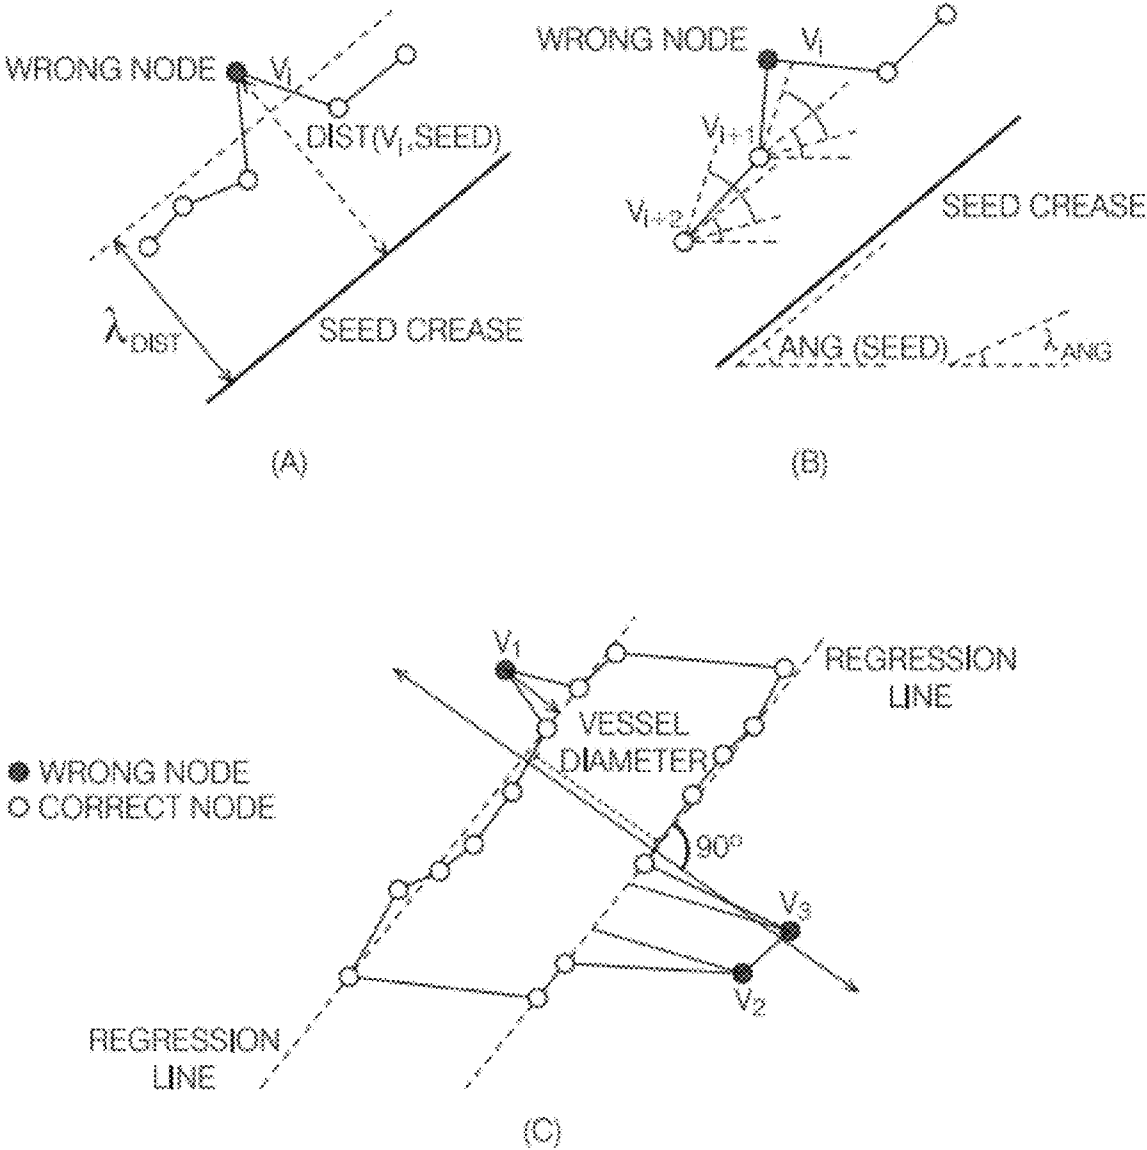 WRONG NODE
Vi
DIST(Vi,SEED)
λDIST
SEED CREASE
(A)
WRONG NODE
Vi
Vi+1
Vi+2
SEED CREASE
ANG (SEED)
λANG
(B)
V1
REGRESSION
LINE
VESSEL
DIAMETER
● WRONG NODE
○ CORRECT NODE
90°
V3
V2
REGRESSION
LINE
(C)